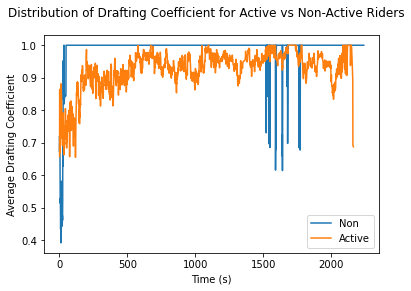 Distribution of Drafting Coefficient for Active vs Non-Active Riders
1.0
0.9
0.8
0.7
0.6
0.5
0.4
Average Drafting Coefficient
0
500
1000
1500
2000
Time (s)
Non
Active